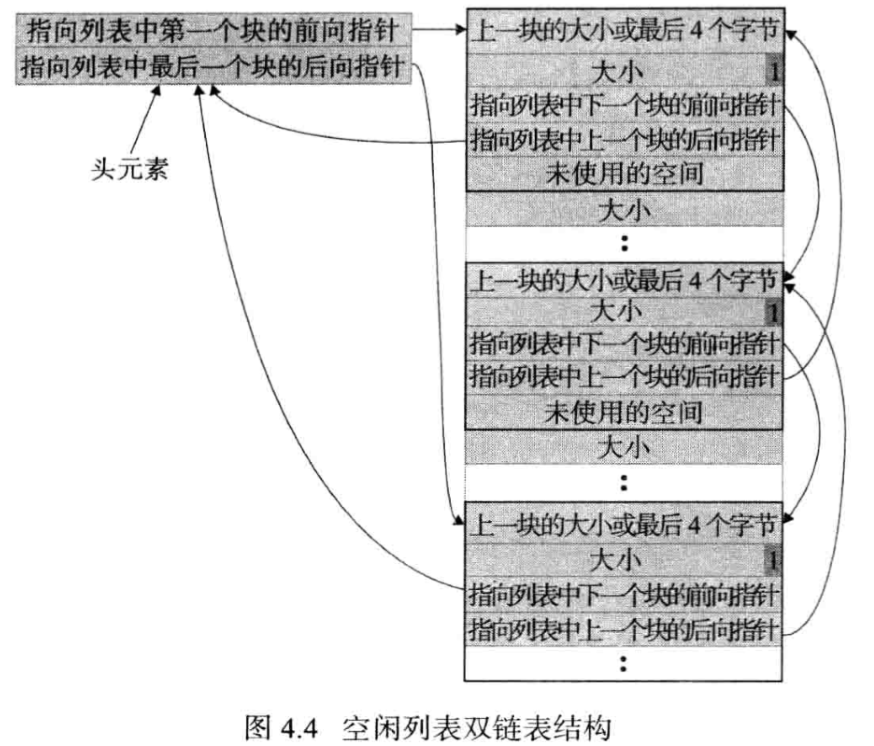 指向列表中第一个块的前向指针
指向列表中最后一个块的后向指针
头元素
上一块的大小或最后 4 个字节
大小 1
指向列表中下一个块的前向指针
指向列表中上一个块的后向指针
未使用的空间
大小
⋮
上一块的大小或最后 4 个字节
大小 1
指向列表中下一个块的前向指针
指向列表中上一个块的后向指针
未使用的空间
大小
⋮
上一块的大小或最后 4 个字节
大小 1
指向列表中下一个块的前向指针
指向列表中上一个块的后向指针
⋮
图 4.4 空闲列表双链表结构